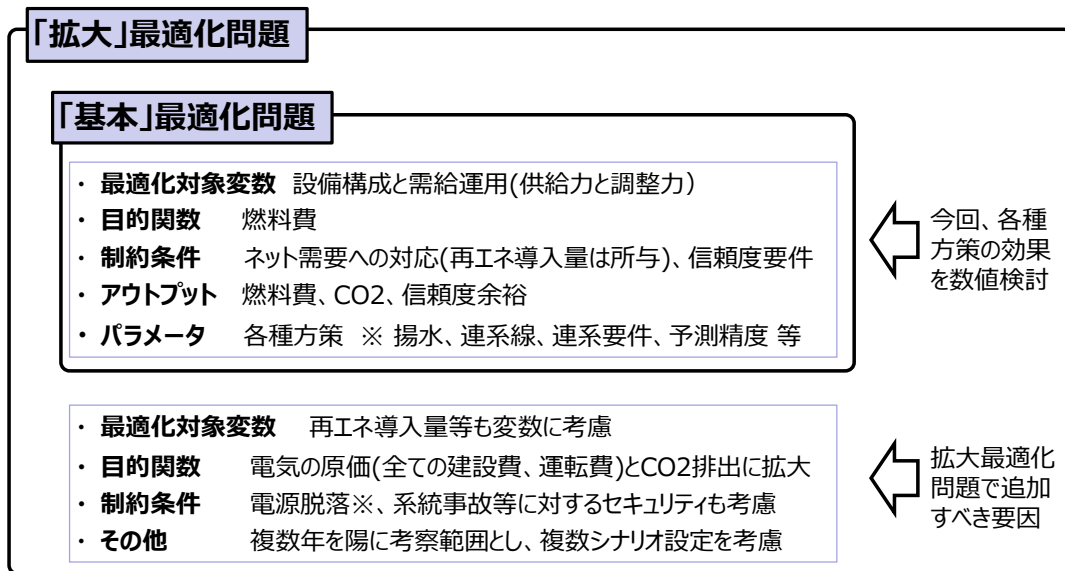 「拡大」最適化問題
「基本」最適化問題
・ 最適化対象変数 設備構成と需給運用(供給力と調整力)
・ 目的関数 燃料費
・ 制約条件 ネット需要への対応(再エネ導入量は所与)、信頼度要件
・ アウトプット 燃料費、CO2、信頼度余裕
・ パラメータ 各種方策 ※ 揚水、連系線、連系要件、予測精度 等
今回、各種
方策の効果
を数値検討
・ 最適化対象変数 再エネ導入量等も変数に考慮
・ 目的関数 電気の原価(全ての建設費、運転費)とCO2排出に拡大
・ 制約条件 電源脱落※、系統事故等に対するセキュリティも考慮
・ その他 複数年を陽に考察範囲とし、複数シナリオ設定を考慮
拡大最適化
問題で追加
すべき要因